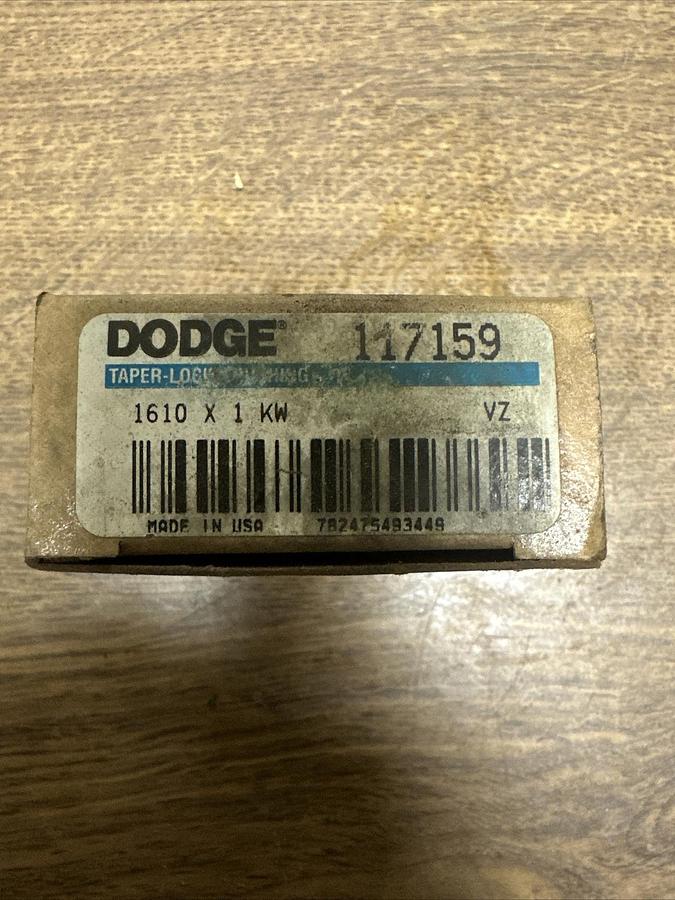 DODGE® 117159
TAPER-LOCK
1610 X 1 KW VZ
MADE IN USA 782475493449